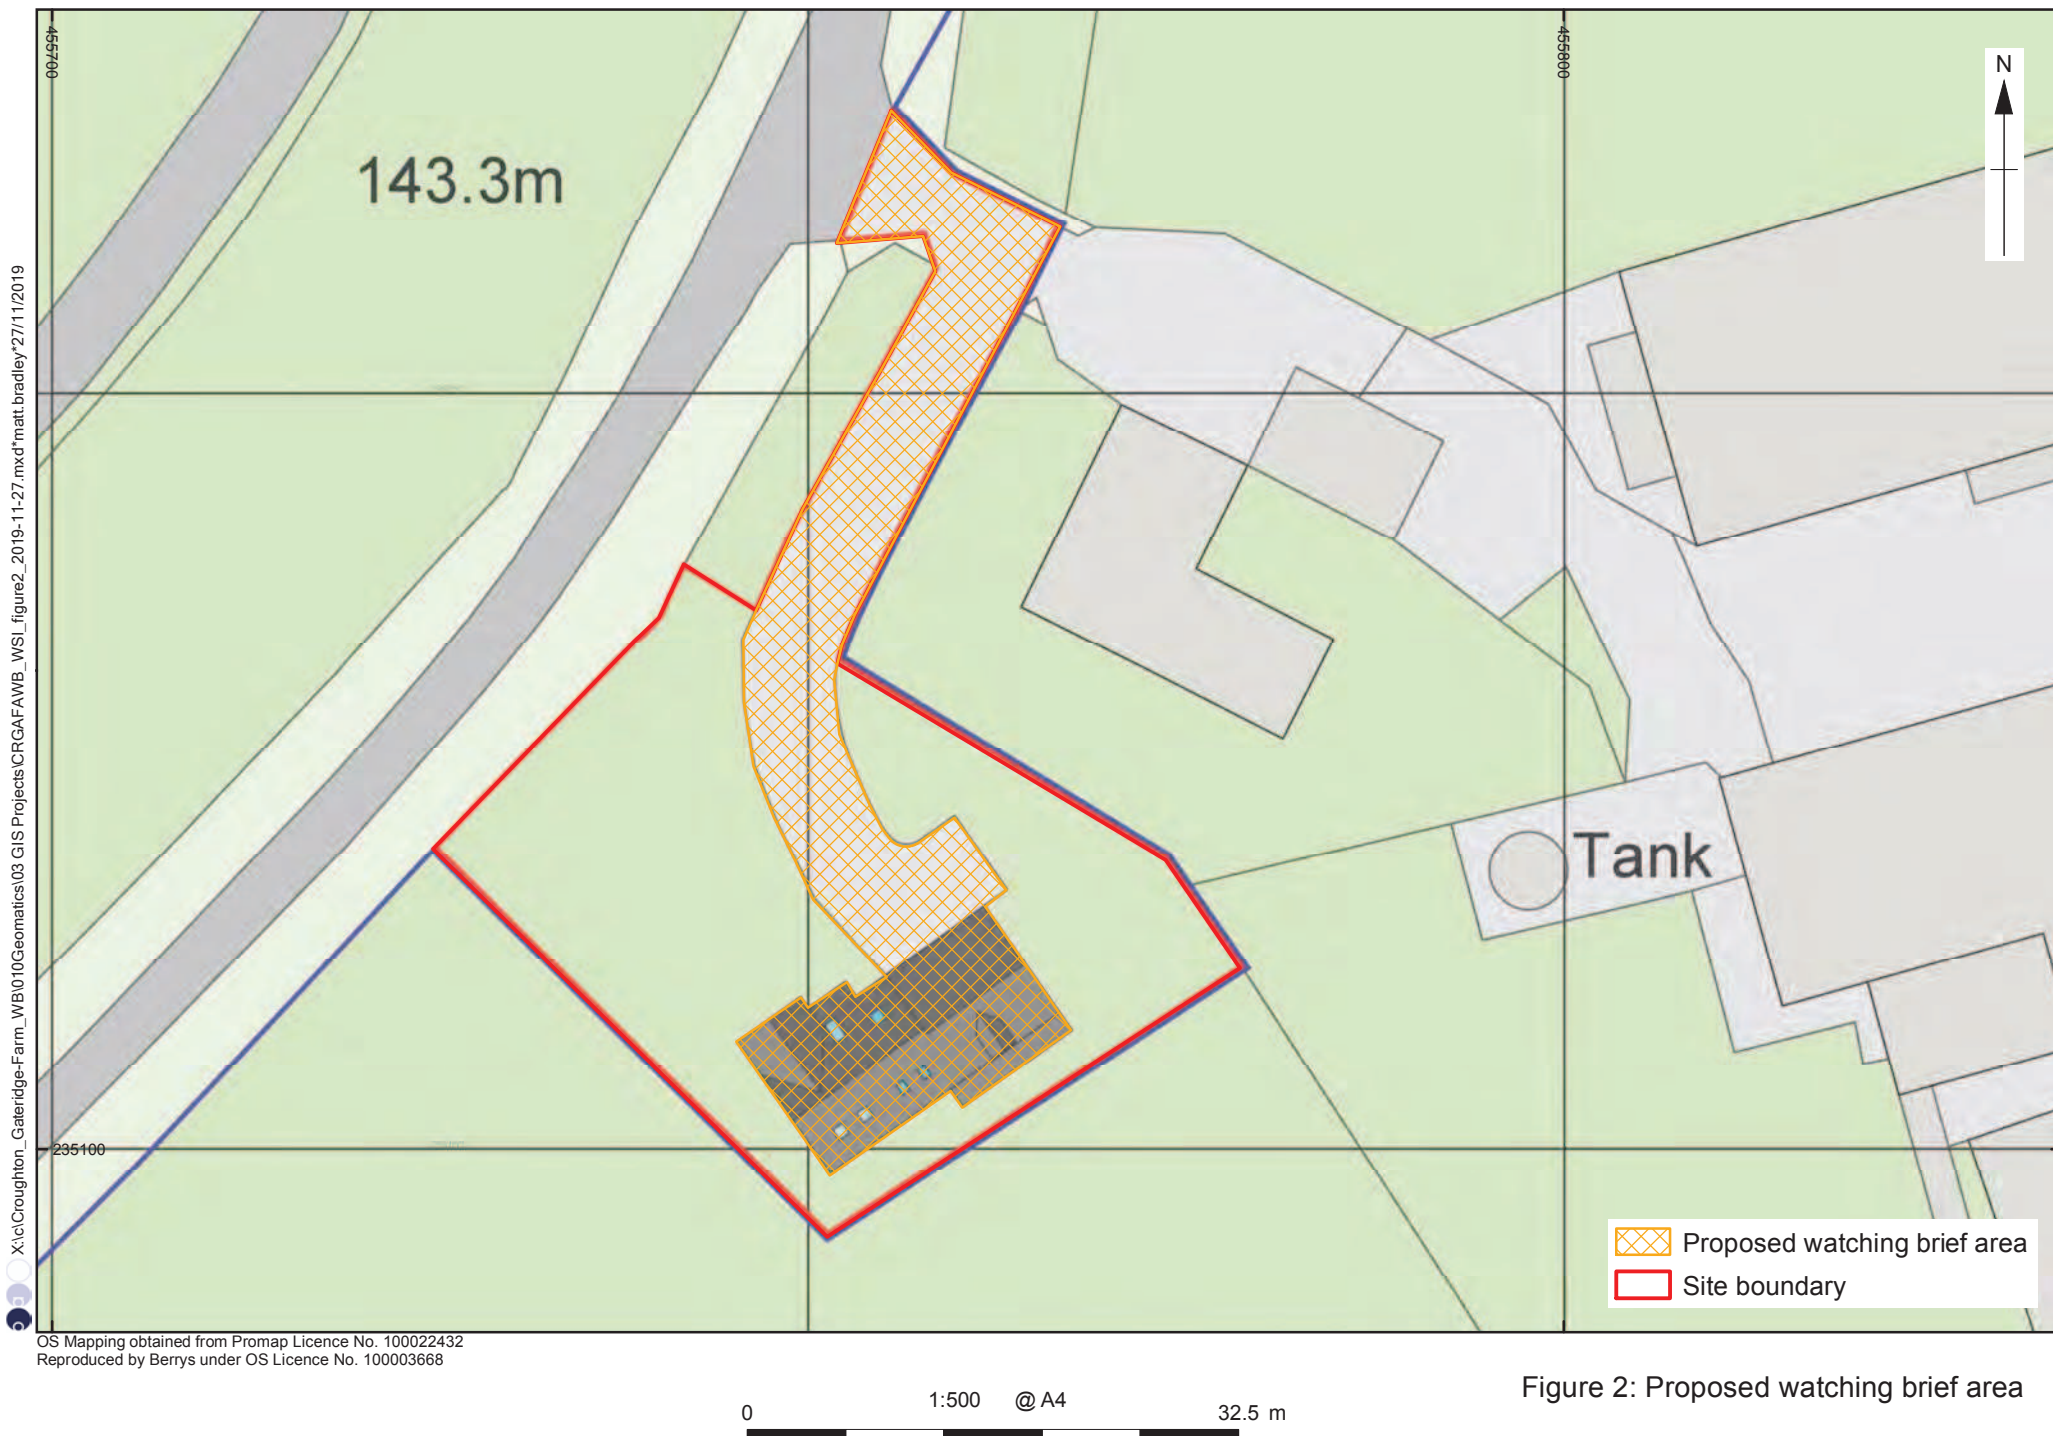 455700
455800
N
143.3m
Tank
235100
Proposed watching brief area
Site boundary
X:\c\Croughton_Gateridge-Farm_WB\010Geomatics\03 GIS Projects\CRGAFAWB_WSI_figure2_2019-11-27.mxd*matt.bradley*27/11/2019
OS Mapping obtained from Promap Licence No. 100022432
Reproduced by Berrys under OS Licence No. 100003668
Figure 2: Proposed watching brief area
1:500 @ A4
0 32.5 m